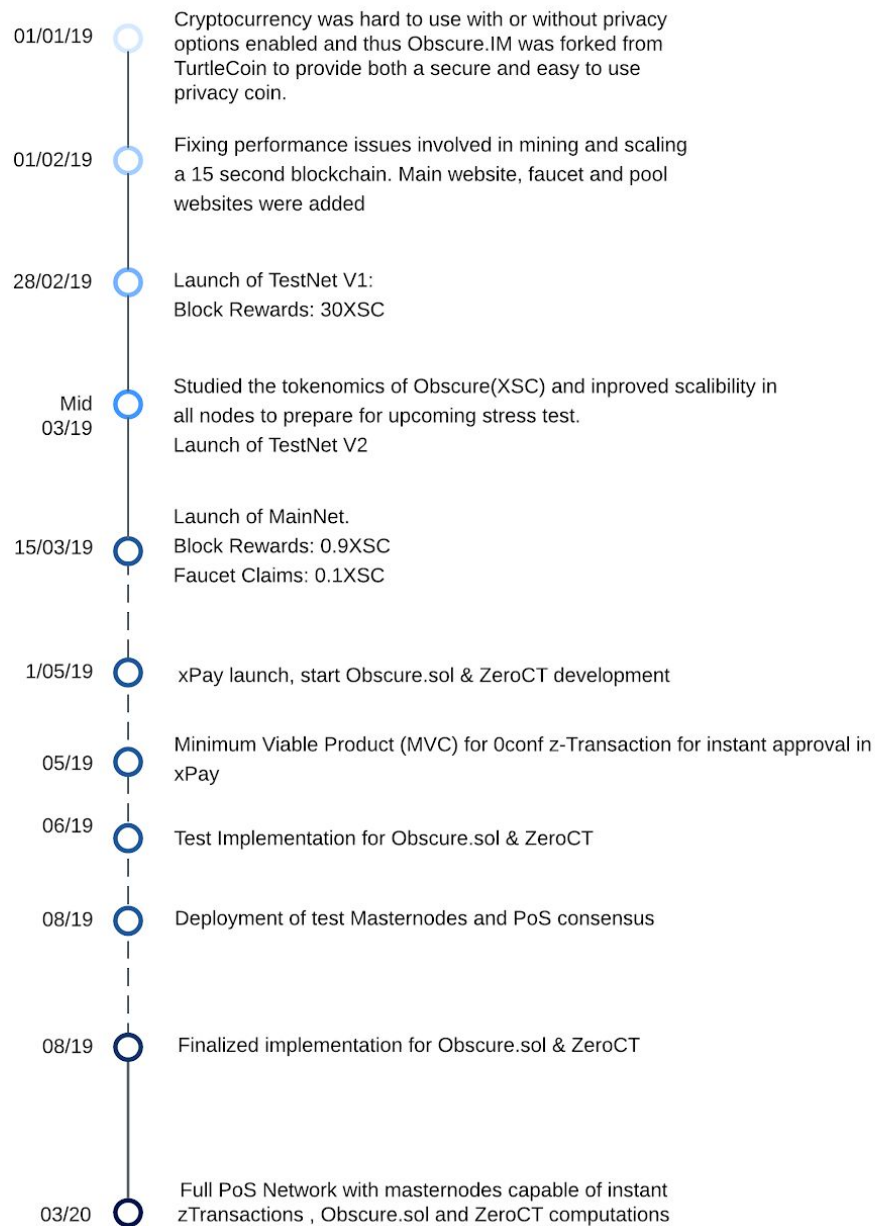 01/01/19
Cryptocurrency was hard to use with or without privacy
options enabled and thus Obscure.IM was forked from
TurtleCoin to provide both a secure and easy to use
privacy coin.
01/02/19
Fixing performance issues involved in mining and scaling
a 15 second blockchain. Main website, faucet and pool
websites were added
28/02/19
Launch of TestNet V1:
Block Rewards: 30XSC
Mid
03/19
Studied the tokenomics of Obscure(XSC) and inproved scalibility in
all nodes to prepare for upcoming stress test.
Launch of TestNet V2
15/03/19
Launch of MainNet.
Block Rewards: 0.9XSC
Faucet Claims: 0.1XSC
1/05/19
xPay launch, start Obscure.sol & ZeroCT development
05/19
Minimum Viable Product (MVC) for 0conf z-Transaction for instant approval in
xPay
06/19
Test Implementation for Obscure.sol & ZeroCT
08/19
Deployment of test Masternodes and PoS consensus
08/19
Finalized implementation for Obscure.sol & ZeroCT
03/20
Full PoS Network with masternodes capable of instant
zTransactions , Obscure.sol and ZeroCT computations